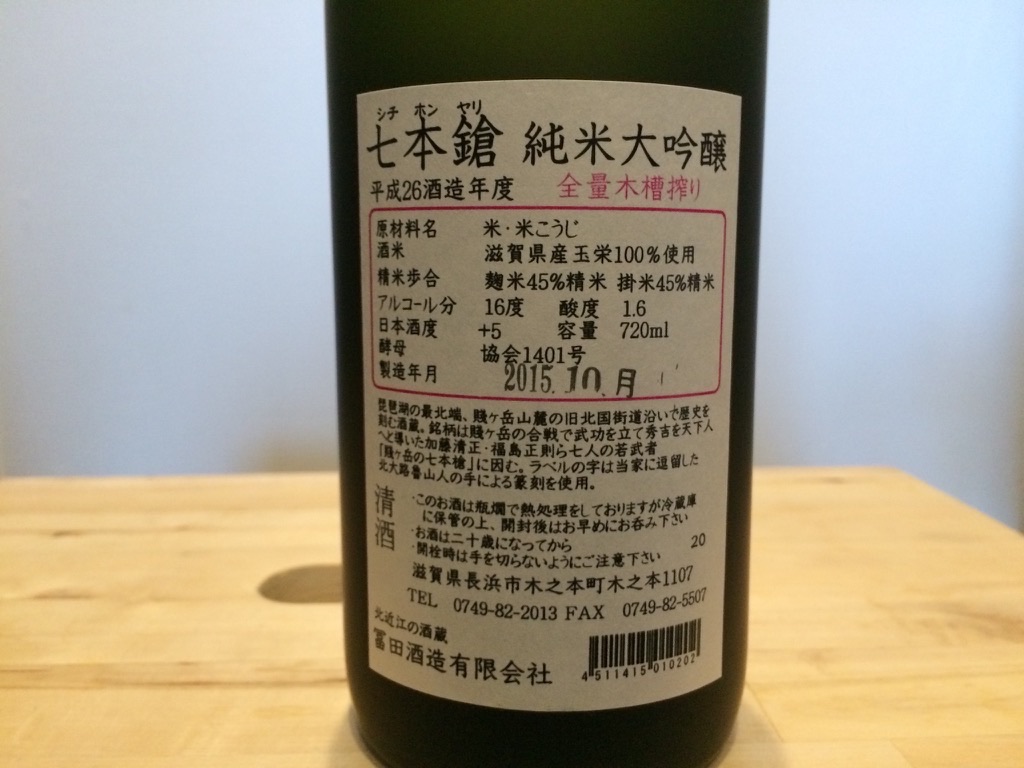 シチ ホン ヤリ
七本鎗 純米大吟醸
平成26酒造年度 全量木槽搾り
原材料名 米・米こうじ
酒米 滋賀県産玉栄100%使用
精米歩合 麹米45%精米 掛米45%精米
アルコール分 16度 酸度 1.6
日本酒度 +5 容量 720ml
酵母 協会1401号
製造年月 2015.10.月
琵琶湖の最北端、賤ヶ岳山麓の旧北国街道沿いで歴史を
刻む酒蔵。銘柄は賤ヶ岳の合戦で武功を立て秀吉を天下人
へと導いた加藤清正・福島正則ら七人の若武者
「賤ヶ岳の七本槍」に因む。ラベルの字は当家に逗留した
北大路魯山人の手による篆刻を使用。
清酒
・このお酒は瓶燗で熱処理をしておりますが冷蔵庫
に保管の上、開封後はお早めにお呑み下さい
・お酒は二十歳になってから 20
・開栓時は手を切らないようにご注意下さい
滋賀県長浜市木之本町木之本1107
TEL 0749-82-2013 FAX 0749-82-5507
北近江の酒蔵
冨田酒造有限会社
4 511415 010202